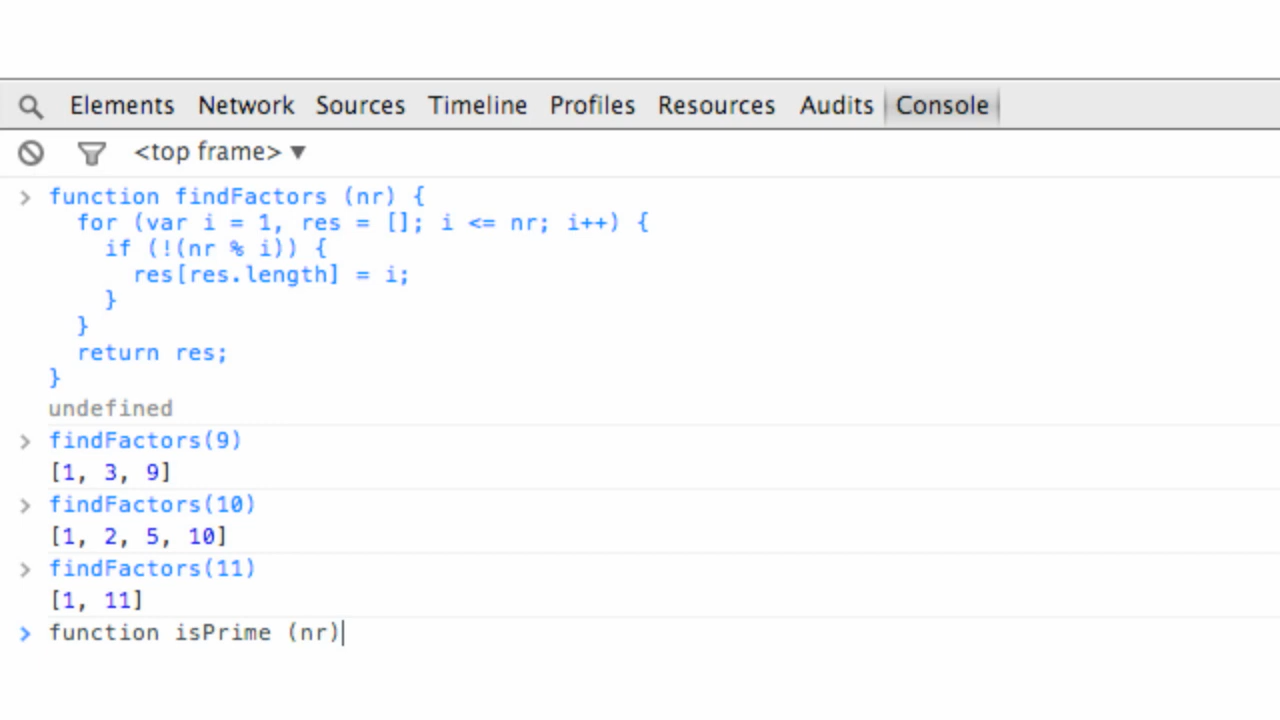 Elements Network Sources Timeline Profiles Resources Audits Console
<top frame> ▼
> function findFactors (nr) {
  for (var i = 1, res = []; i <= nr; i++) {
    if (!(nr % i)) {
      res[res.length] = i;
    }
  }
  return res;
}
undefined
> findFactors(9)
[1, 3, 9]
> findFactors(10)
[1, 2, 5, 10]
> findFactors(11)
[1, 11]
> function isPrime (nr)